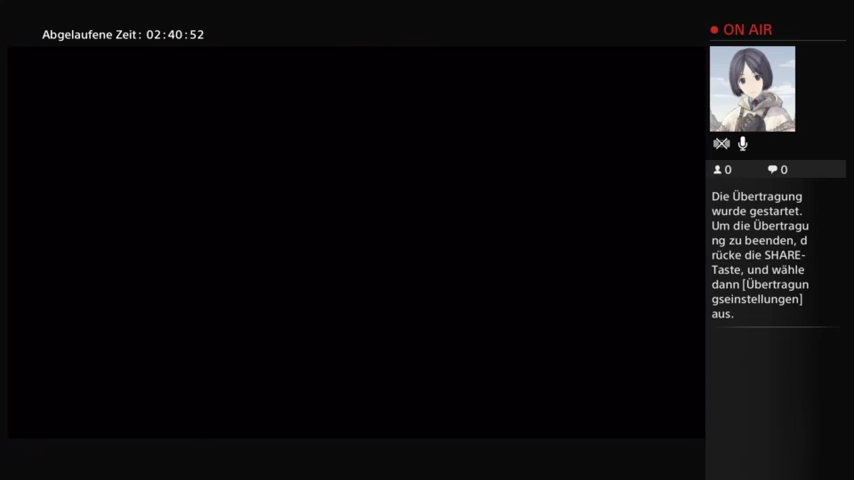 Abgelaufene Zeit: 02:40:52
ON AIR
0 0
Die Übertragung
wurde gestartet.
Um die Übertragu
ng zu beenden, d
rücke die SHARE-
Taste, und wähle
dann [Übertragun
gseinstellungen]
aus.